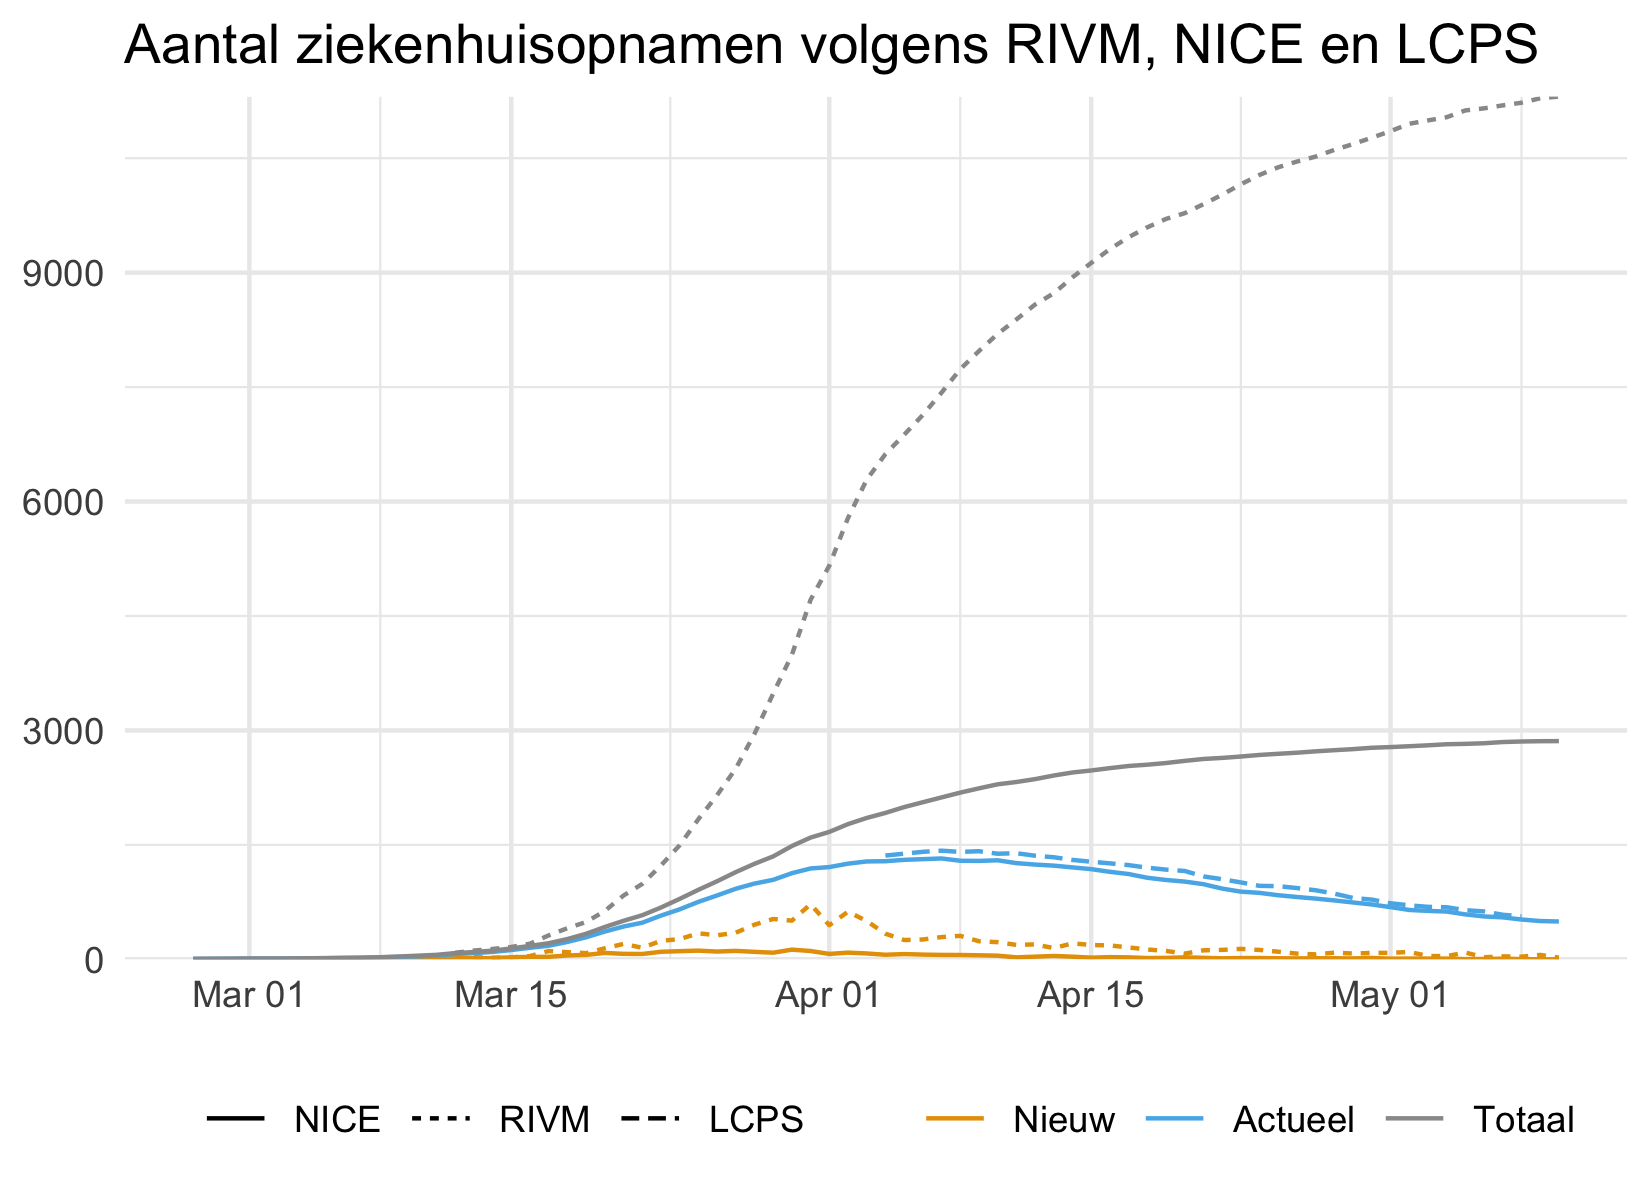 Aantal ziekenhuisopnamen volgens RIVM, NICE en LCPS
9000
6000
3000
0
Mar 01 Mar 15 Apr 01 Apr 15 May 01
NICE RIVM LCPS Nieuw Actueel Totaal